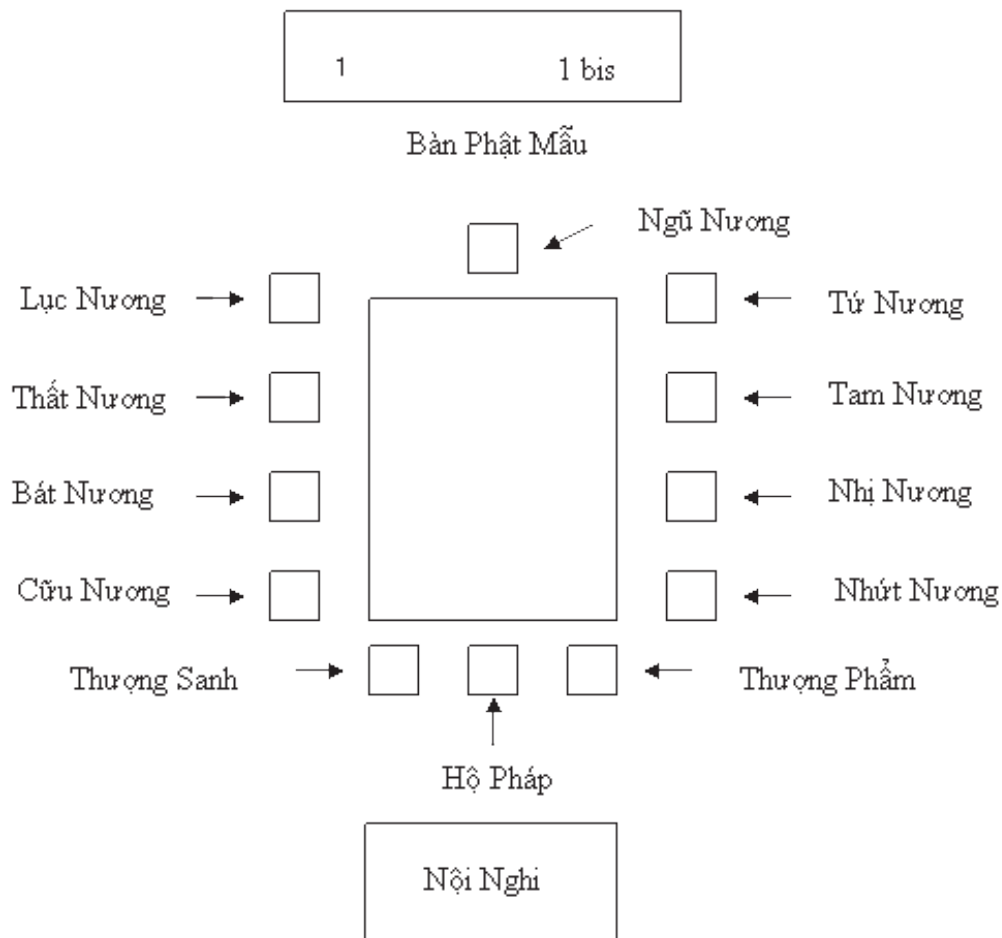 1 1 bis
Bàn Phật Mẫu
Ngũ Nương
Lục Nương Tứ Nương
Thất Nương Tam Nương
Bát Nương Nhị Nương
Cữu Nương Nhứt Nương
Thượng Sanh Thượng Phẩm
Hộ Pháp
Nội Nghi